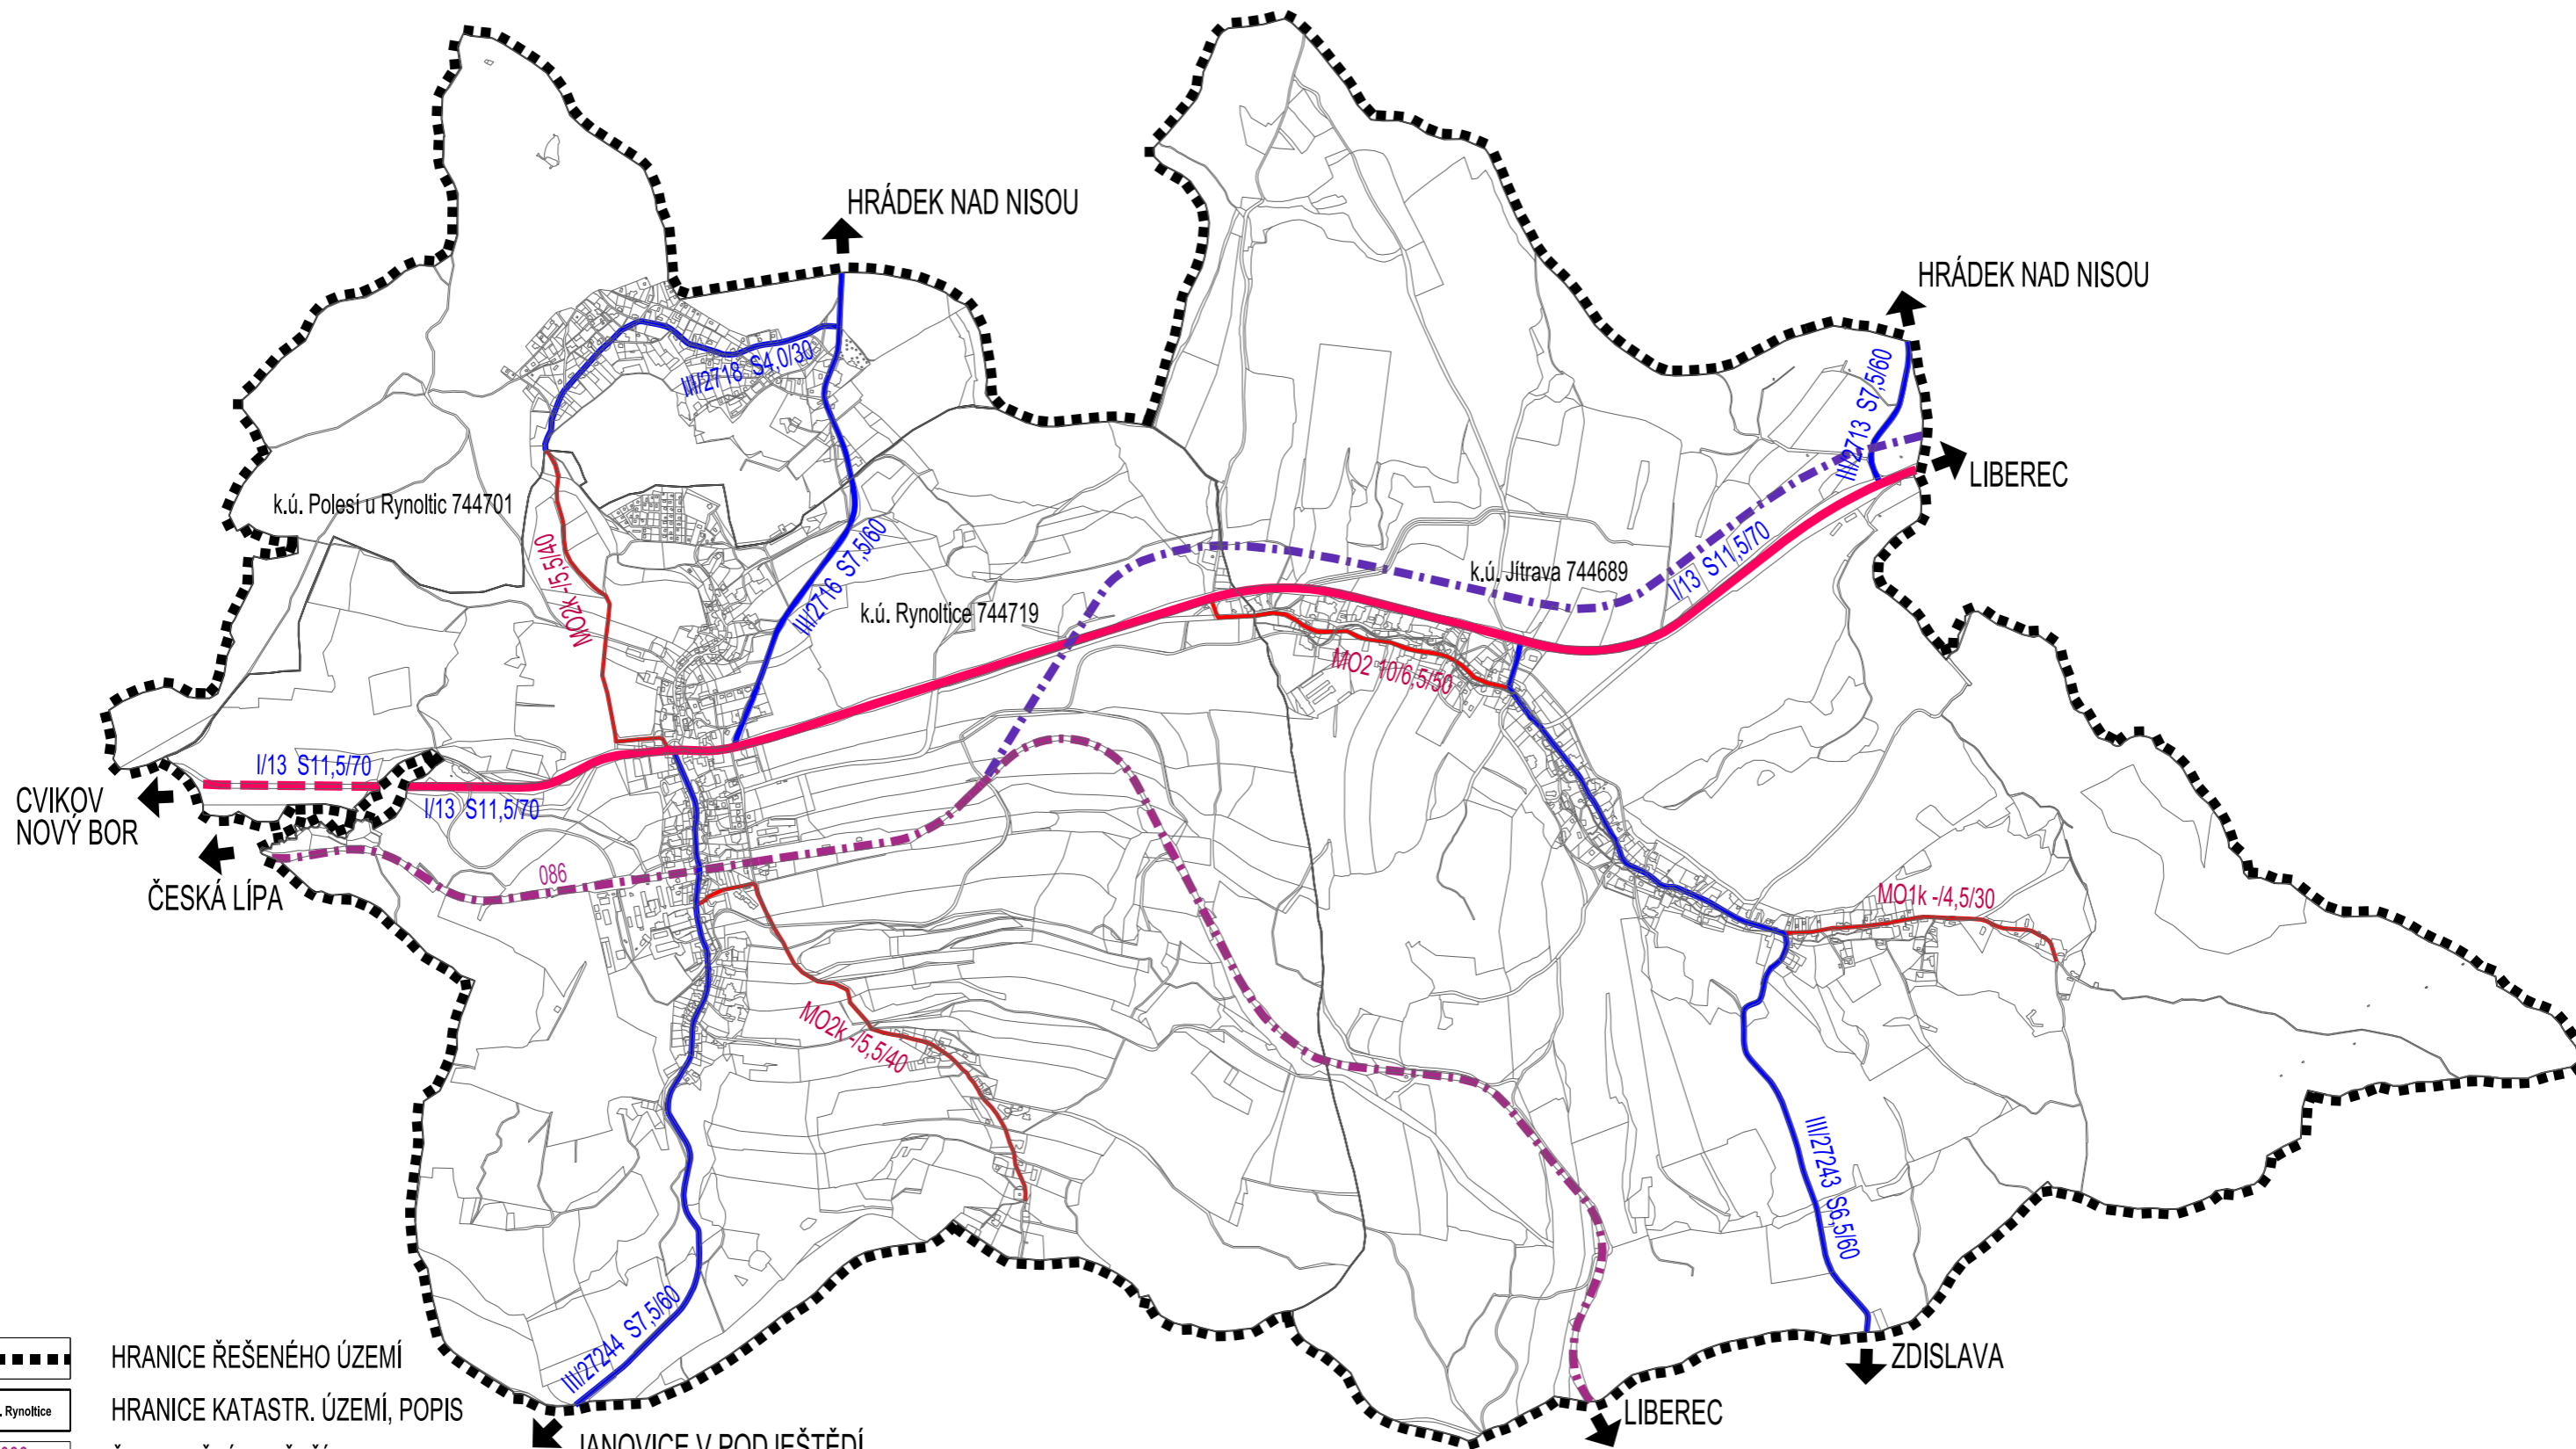 HRÁDEK NAD NISOU
HRÁDEK NAD NISOU
III/2718 S4,0/30
III/2713 S7,5/60
LIBEREC
k.ú. Polesí u Rynoltic 744701
MO2k -/5,5/40
III/2716 S7,5/60
k.ú. Rynoltice 744719
k.ú. Jítrava 744689
I/13 S11,5/70
MO2 10/6,5/50
I/13 S11,5/70
I/13 S11,5/70
CVIKOV
NOVÝ BOR
ČESKÁ LÍPA
086
MO1k -/4,5/30
MO2k -/5,5/40
III/27243 S6,5/60
III/27244 S7,5/60
ZDISLAVA
LIBEREC
JANOVICE V PODJEŠTĚDÍ
HRANICE ŘEŠENÉHO ÚZEMÍ
. Rynoltice
HRANICE KATASTR. ÚZEMÍ, POPIS